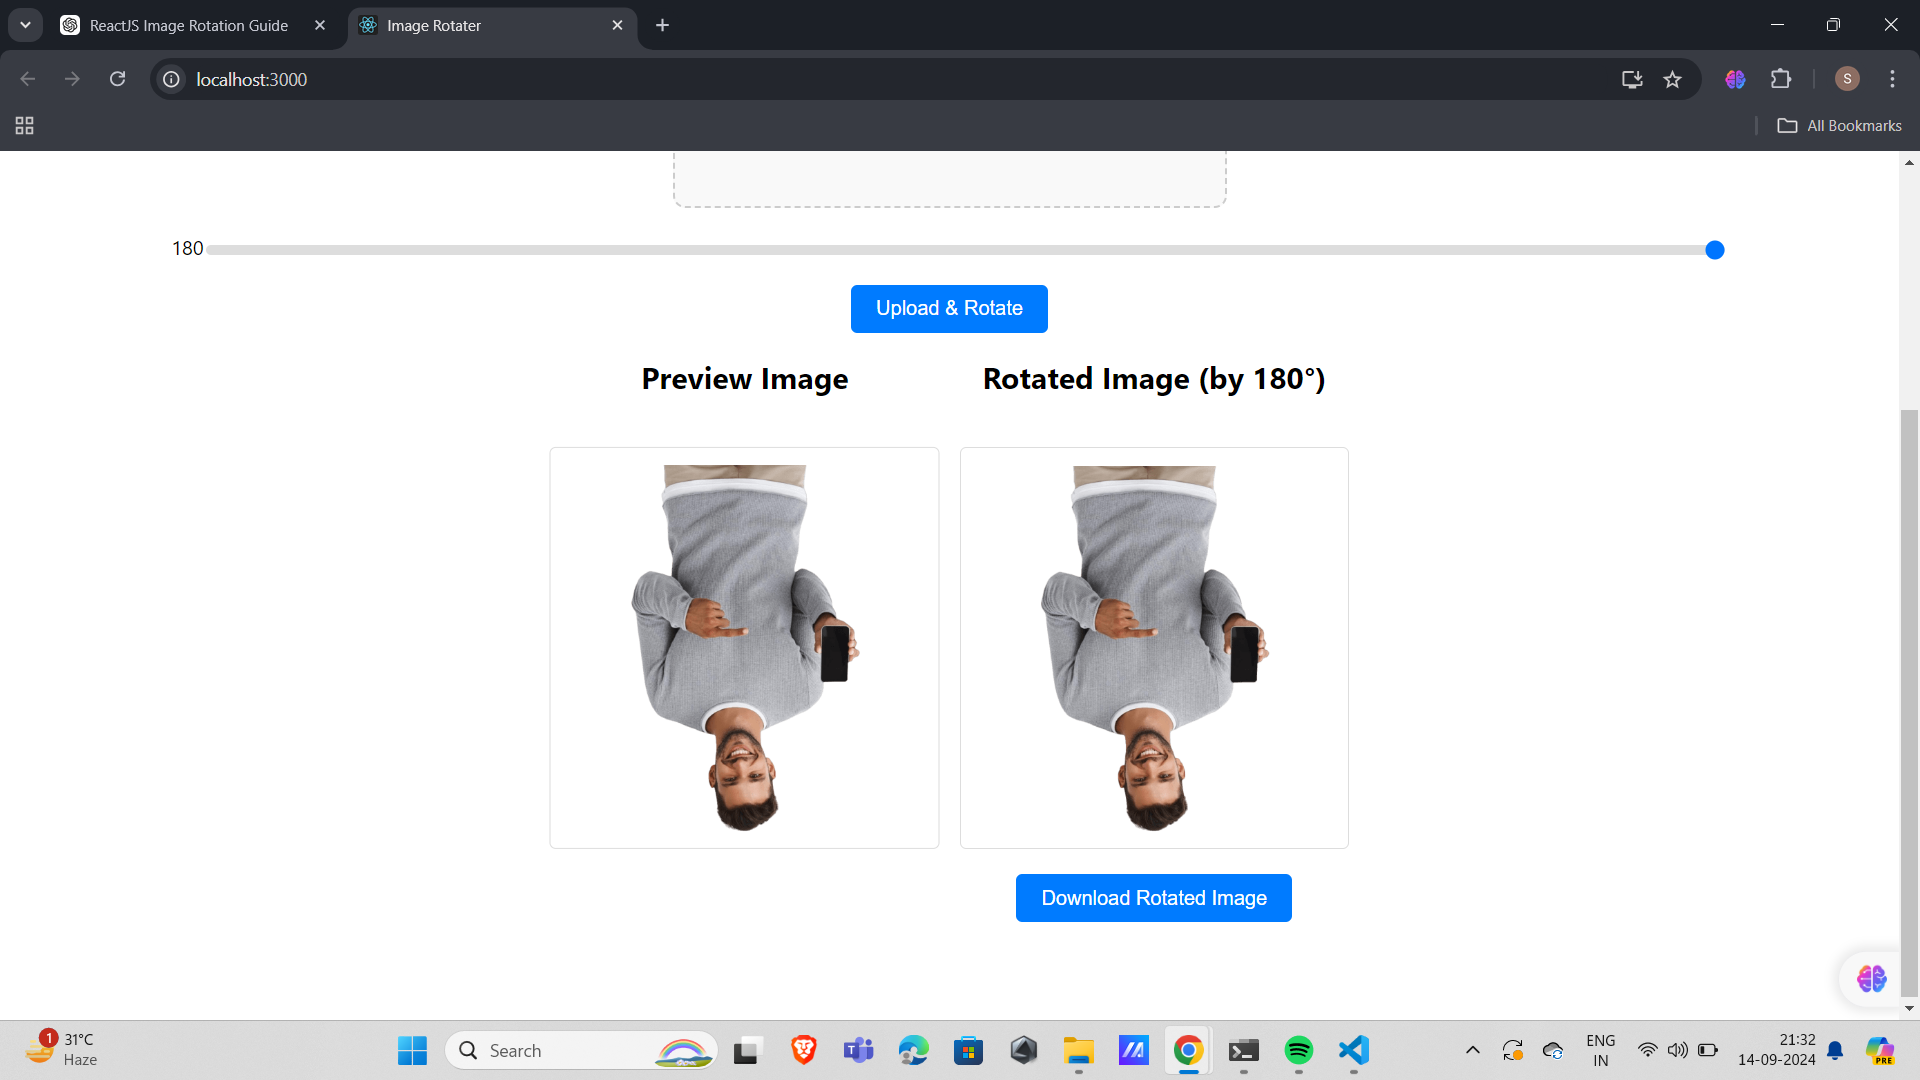 ReactJS Image Rotation Guide
Image Rotater
localhost:3000
S
All Bookmarks
180
Upload & Rotate
Preview Image
Rotated Image (by 180°)
Download Rotated Image
1
31°C
Haze
Search
ENG
IN
21:32
14-09-2024
PRE